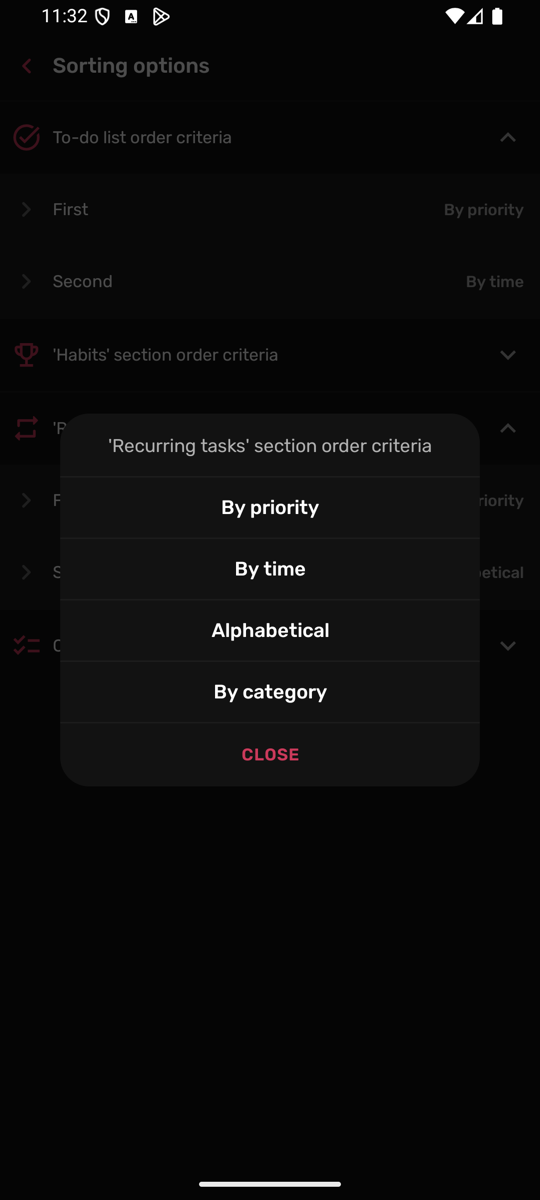 11:32
Sorting options
To-do list order criteria
First By priority
Second By time
'Habits' section order criteria
'Recurring tasks' section order criteria
By priority
By time
Alphabetical
By category
CLOSE